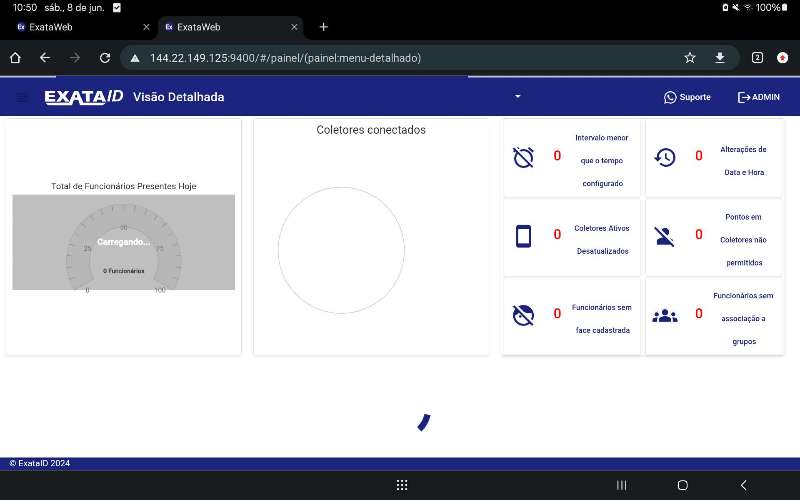 10:50 sáb., 8 de jun. 100%
ExataWeb
ExataWeb
144.22.149.125:9400/#/painel/(painel:menu-detalhado)
2
EXATA ID Visão Detalhada
Suporte
ADMIN
Total de Funcionários Presentes Hoje
50
Carregando...
25
75
0 Funcionários
0
100
Coletores conectados
0
Intervalo menor
que o tempo
configurado
0
Alterações de
Data e Hora
0
Coletores Ativos
Desatualizados
0
Pontos em
Coletores não
permitidos
0
Funcionários sem
face cadastrada
0
Funcionários sem
associação a
grupos
© ExataID 2024